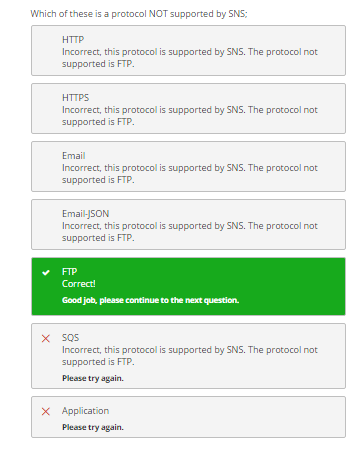 Which of these is a protocol NOT supported by SNS;
HTTP
Incorrect, this protocol is supported by SNS. The protocol not
supported is FTP.
HTTPS
Incorrect, this protocol is supported by SNS. The protocol not
supported is FTP.
Email
Incorrect, this protocol is supported by SNS. The protocol not
supported is FTP.
Email-JSON
Incorrect, this protocol is supported by SNS. The protocol not
supported is FTP.
FTP
Correct!
Good job, please continue to the next question.
SQS
Incorrect, this protocol is supported by SNS. The protocol not
supported is FTP.
Please try again.
Application
Please try again.